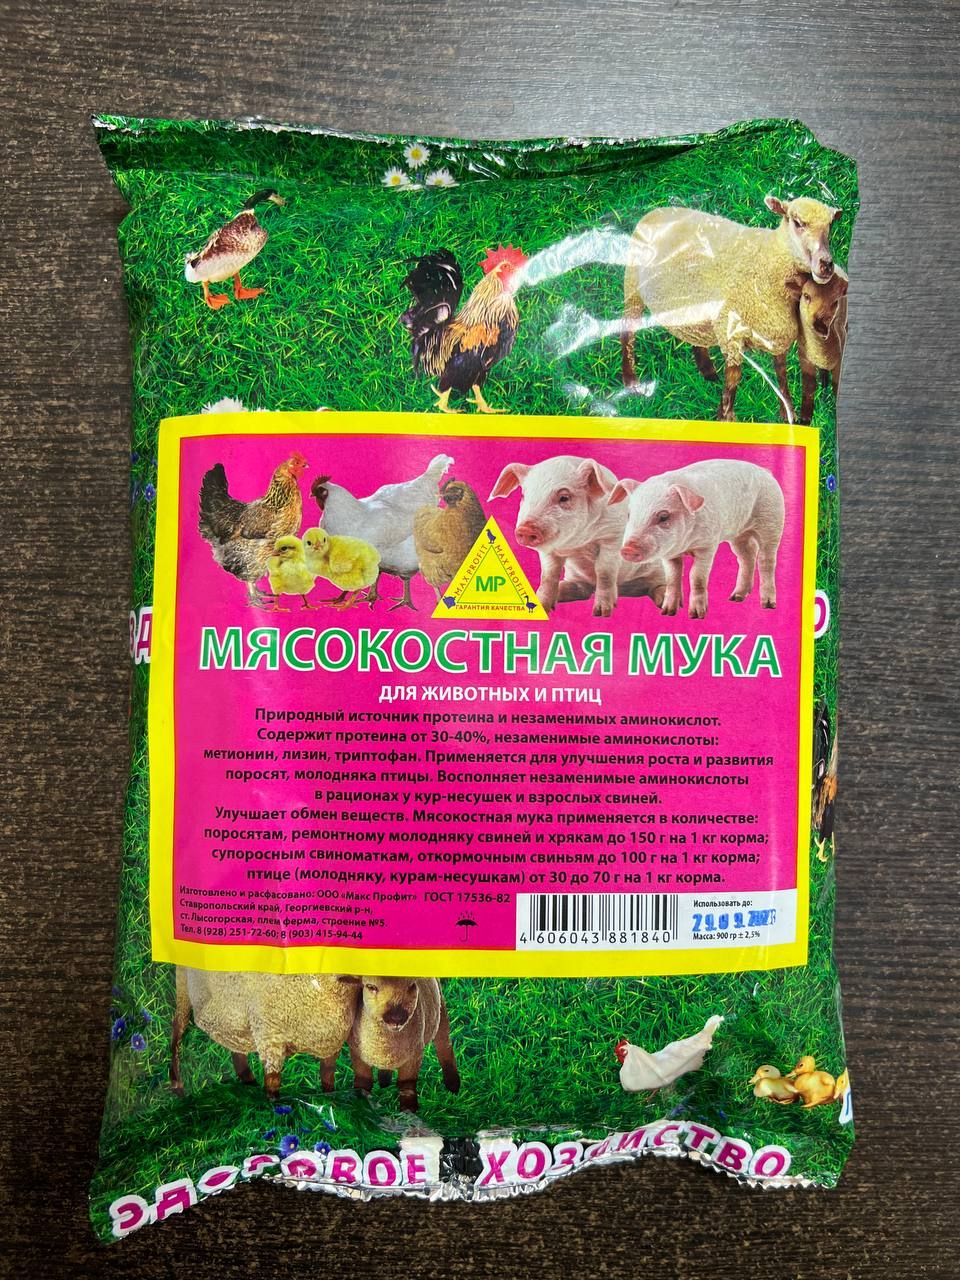 MAX PROFIT
MAX PROFIT
MP
ГАРАНТИЯ КАЧЕСТВА
МЯСОКОСТНАЯ МУКА
ДЛЯ ЖИВОТНЫХ И ПТИЦ
Природный источник протеина и незаменимых аминокислот.
Содержит протеина от 30-40%, незаменимые аминокислоты:
метионин, лизин, триптофан. Применяется для улучшения роста и развития
поросят, молодняка птицы. Восполняет незаменимые аминокислоты
в рационах у кур-несушек и взрослых свиней.
Улучшает обмен веществ. Мясокостная мука применяется в количестве:
поросятам, ремонтному молодняку свиней и хрякам до 150 г на 1 кг корма;
супоросным свиноматкам, откормочным свиньям до 100 г на 1 кг корма;
птице (молодняку, курам-несушкам) от 30 до 70 г на 1 кг корма.
Изготовлено и расфасовано: ООО «Макс Профит» ГОСТ 17536-82
Ставропольский край, Георгиевский р-н,
ст. Лысогорская, плем ферма, строение №5.
Тел. 8 (928) 251-72-60; 8 (903) 415-94-44
4 606043 881840
Использовать до:
Масса: 900 гр ± 2,5%
ЗДОРОВОЕ ХОЗЯЙСТВО